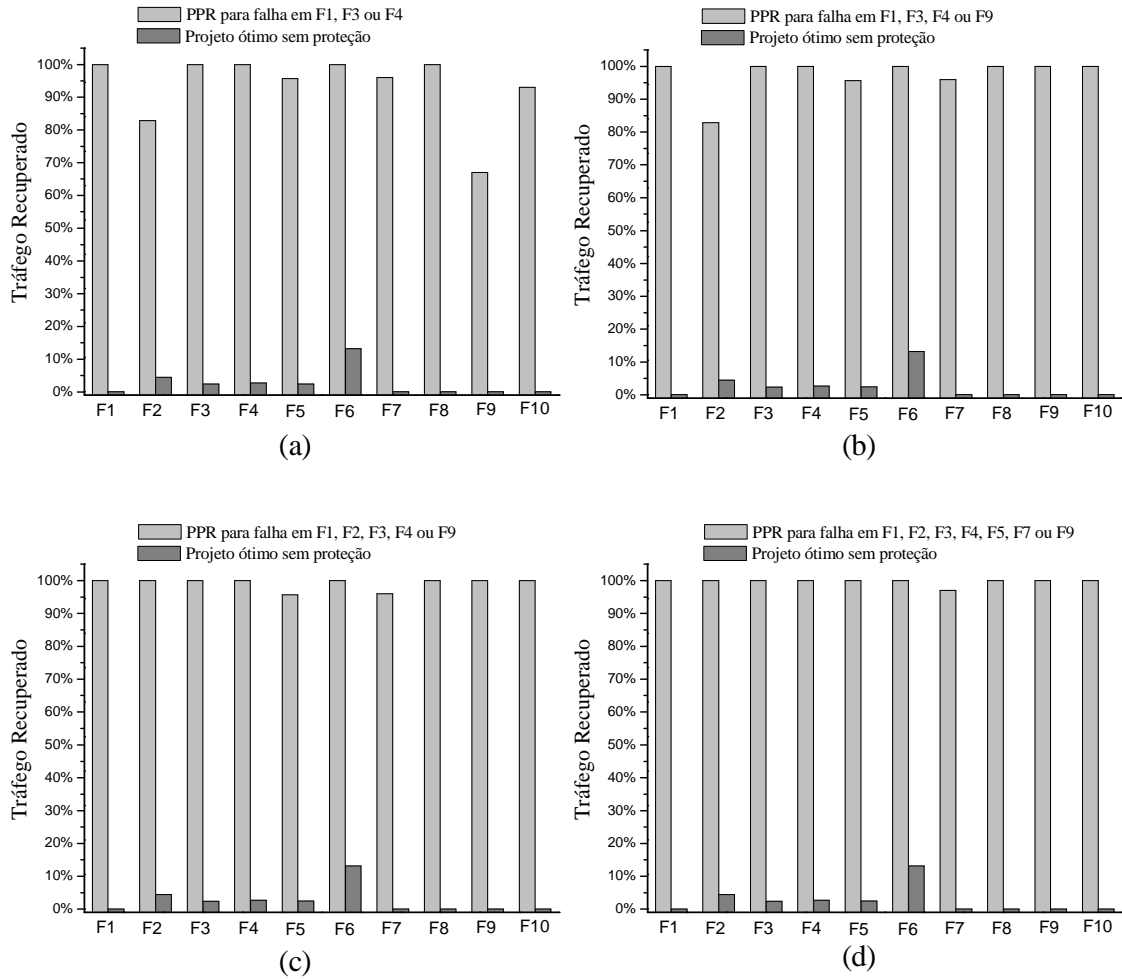 PPR para falha em F1, F3 ou F4
Projeto ótimo sem proteção
100%
90%
80%
70%
60%
50%
40%
30%
20%
10%
0%
Tráfego Recuperado
F1 F2 F3 F4 F5 F6 F7 F8 F9 F10
(a)
PPR para falha em F1, F3, F4 ou F9
Projeto ótimo sem proteção
100%
90%
80%
70%
60%
50%
40%
30%
20%
10%
0%
Tráfego Recuperado
F1 F2 F3 F4 F5 F6 F7 F8 F9 F10
(b)
PPR para falha em F1, F2, F3, F4 ou F9
Projeto ótimo sem proteção
100%
90%
80%
70%
60%
50%
40%
30%
20%
10%
0%
Tráfego Recuperado
F1 F2 F3 F4 F5 F6 F7 F8 F9 F10
(c)
PPR para falha em F1, F2, F3, F4, F5, F7 ou F9
Projeto ótimo sem proteção
100%
90%
80%
70%
60%
50%
40%
30%
20%
10%
0%
Tráfego Recuperado
F1 F2 F3 F4 F5 F6 F7 F8 F9 F10
(d)